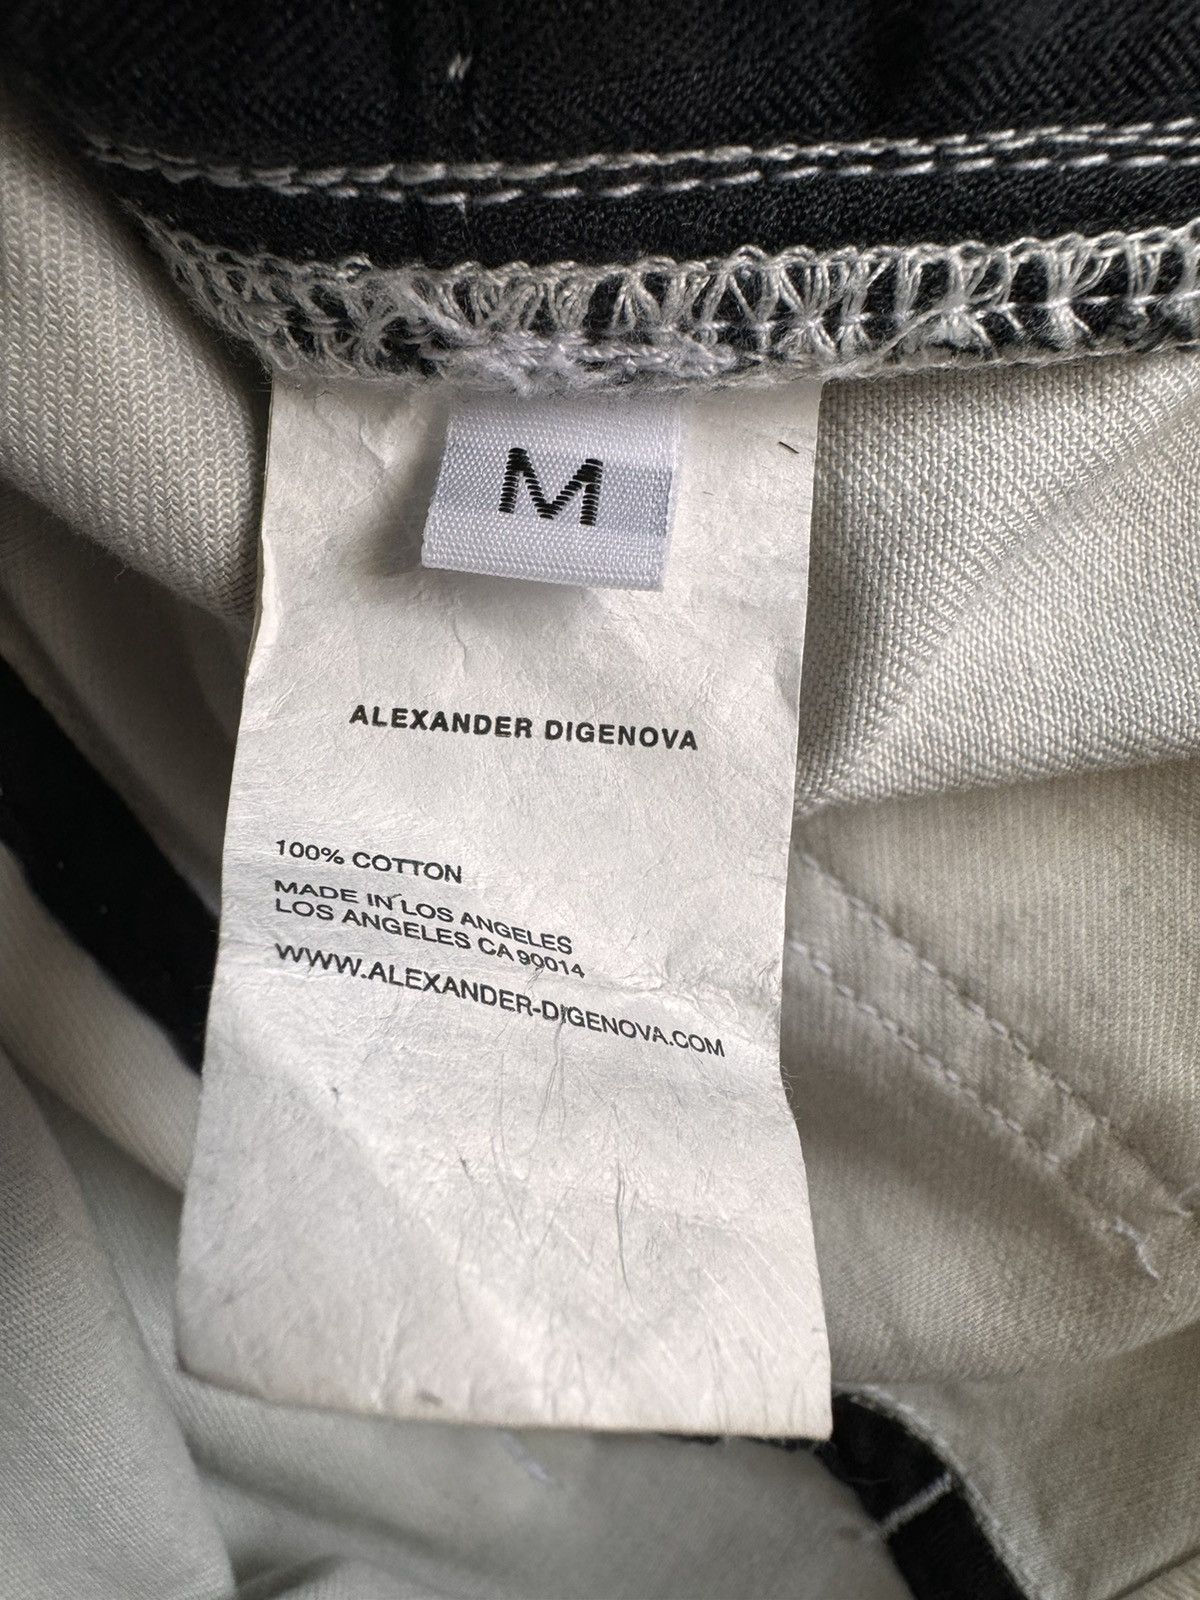 M
ALEXANDER DIGENOVA
100% COTTON
MADE IN LOS ANGELES
LOS ANGELES CA 90014
WWW.ALEXANDER-DIGENOVA.COM